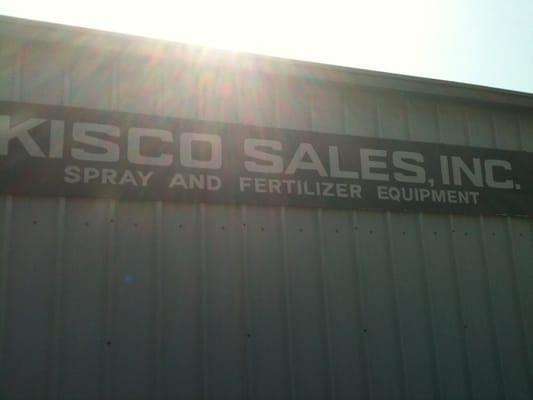 KISCO SALES, INC.
SPRAY AND FERTILIZER EQUIPMENT